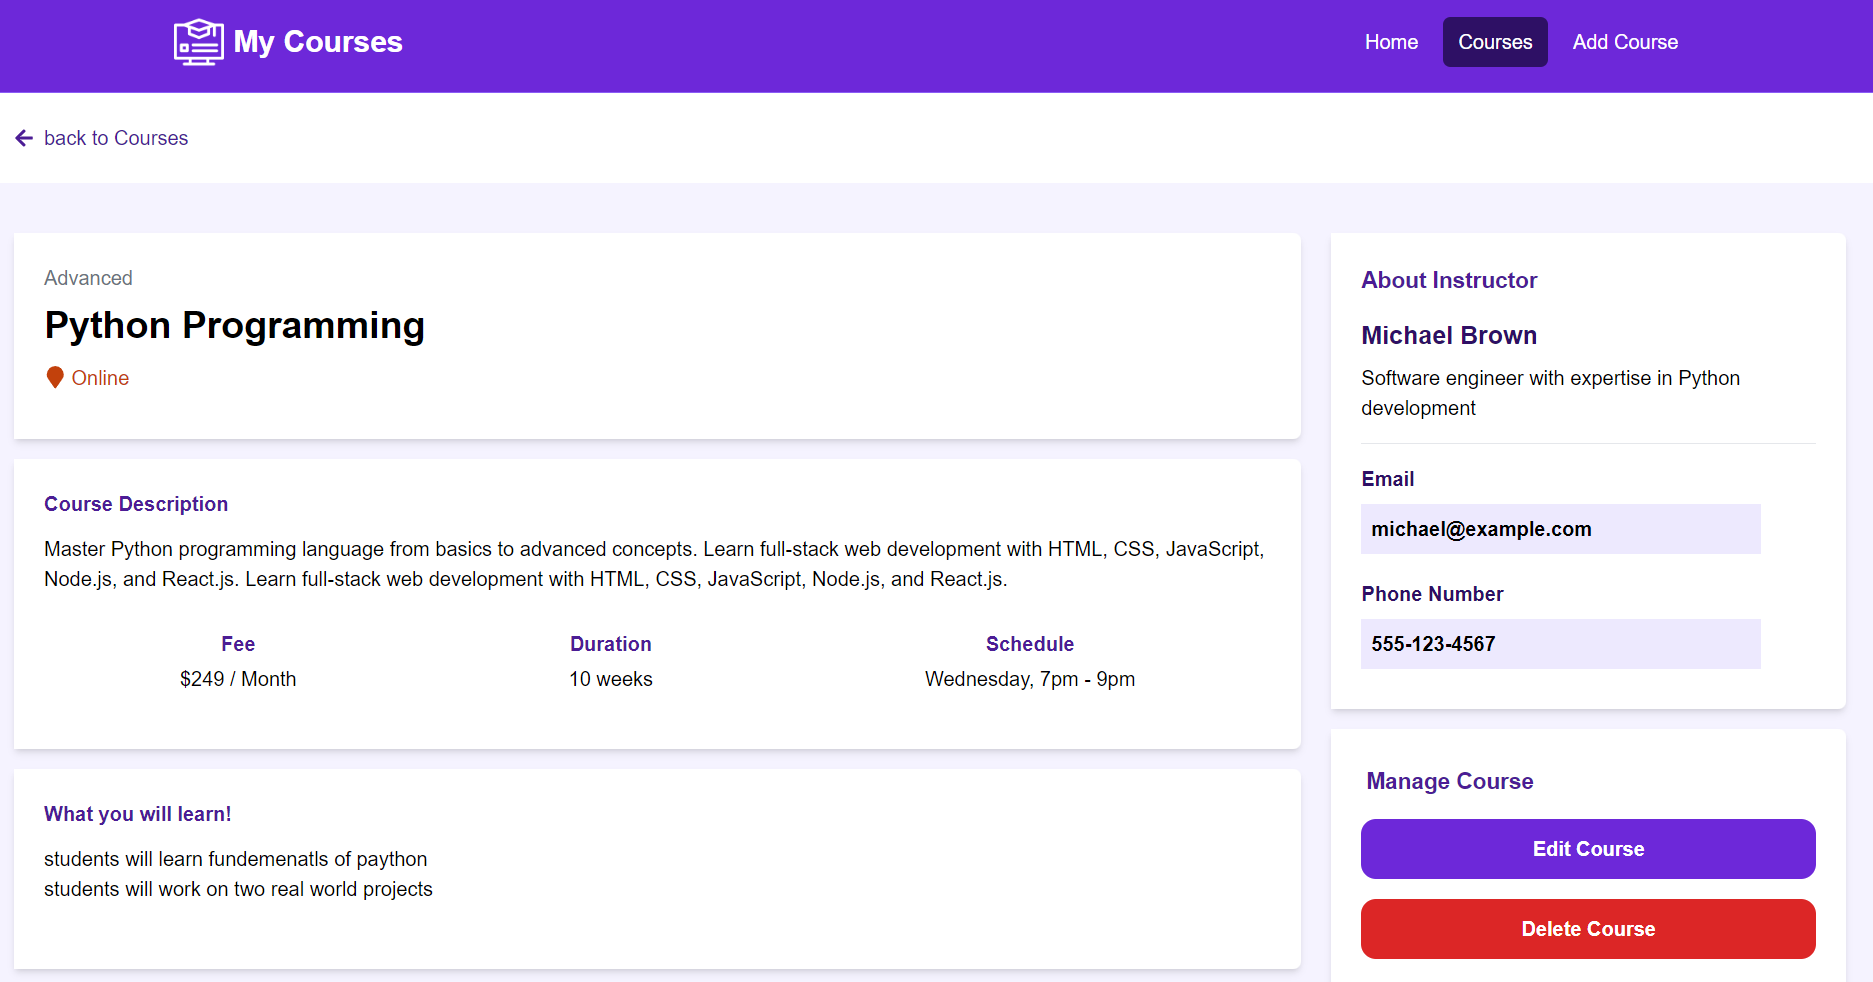 My Courses
Home
Courses
Add Course
back to Courses
Advanced
Python Programming
Online
Course Description
Master Python programming language from basics to advanced concepts. Learn full-stack web development with HTML, CSS, JavaScript,
Node.js, and React.js. Learn full-stack web development with HTML, CSS, JavaScript, Node.js, and React.js.
Fee
$249 / Month
Duration
10 weeks
Schedule
Wednesday, 7pm - 9pm
What you will learn!
students will learn fundemenatls of paython
students will work on two real world projects
About Instructor
Michael Brown
Software engineer with expertise in Python
development
Email
michael@example.com
Phone Number
555-123-4567
Manage Course
Edit Course
Delete Course